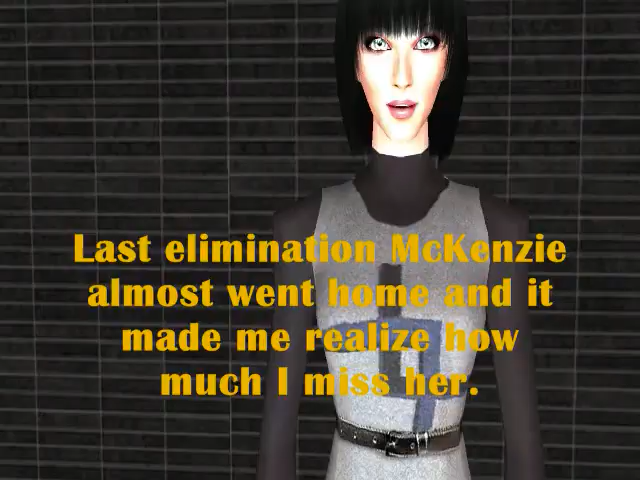 Last elimination McKenzie
almost went home and it
made me realize how
much I miss her.